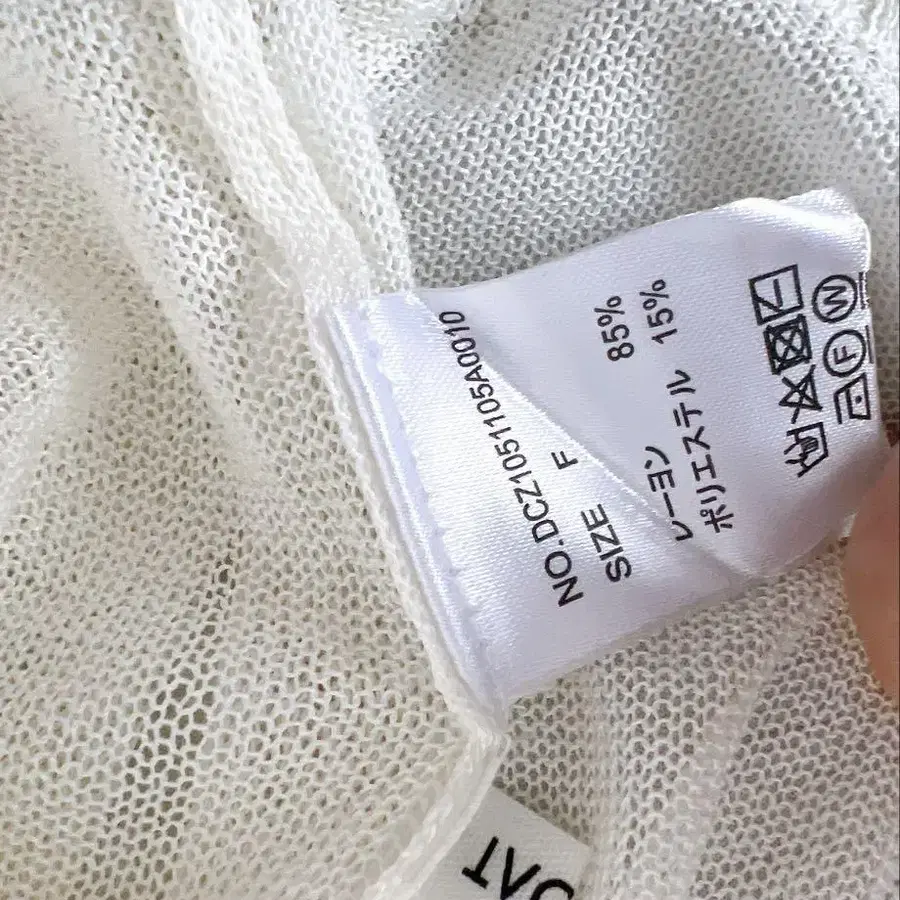 NO.DCZ1051105A0010
SIZE F
レーヨン 85%
ポリエステル 15%
F W